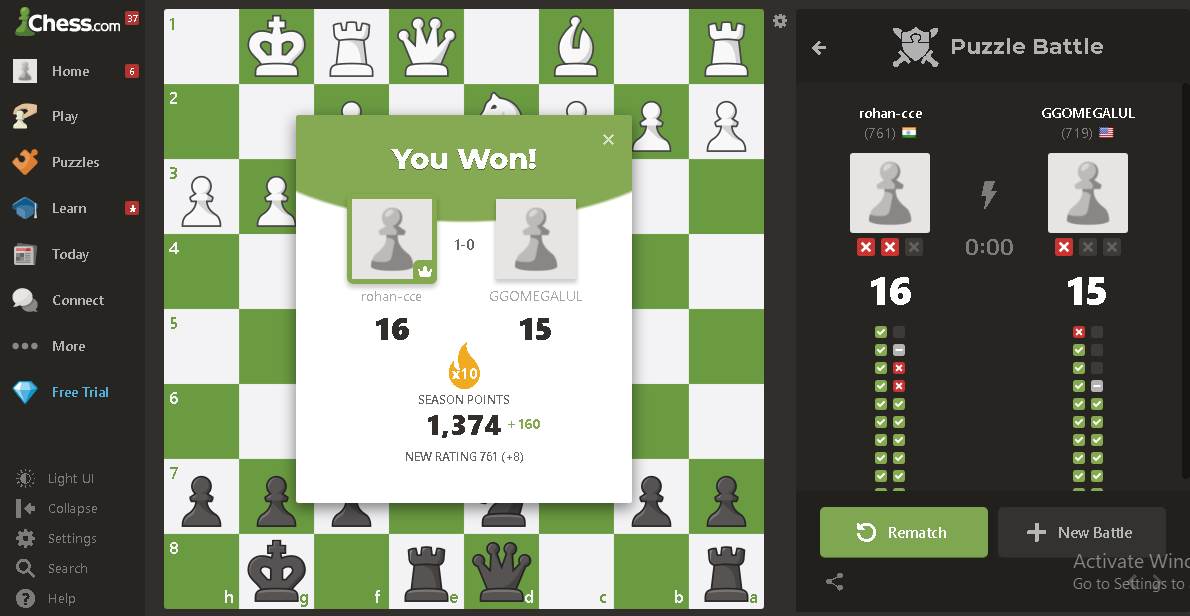 Chess.com 37
Home 6
Play
Puzzles
Learn
Today
Connect
More
Free Trial
Light UI
Collapse
Settings
Search
Help
1
2
3
4
5
6
7
8
h g f e d c b a
You Won!
1-0
rohan-cce GGOMEGALUL
16 15
x10
SEASON POINTS
1,374 +160
NEW RATING 761 (+8)
Puzzle Battle
rohan-cce GGOMEGALUL
(761) (719)
0:00
16 15
Rematch New Battle
Activate Wind
Go to Settings to